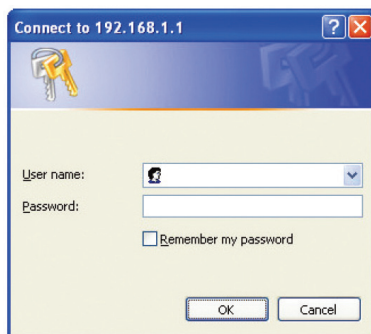 Connect to 192.168.1.1
User name:
Password:
Remember my password
OK Cancel